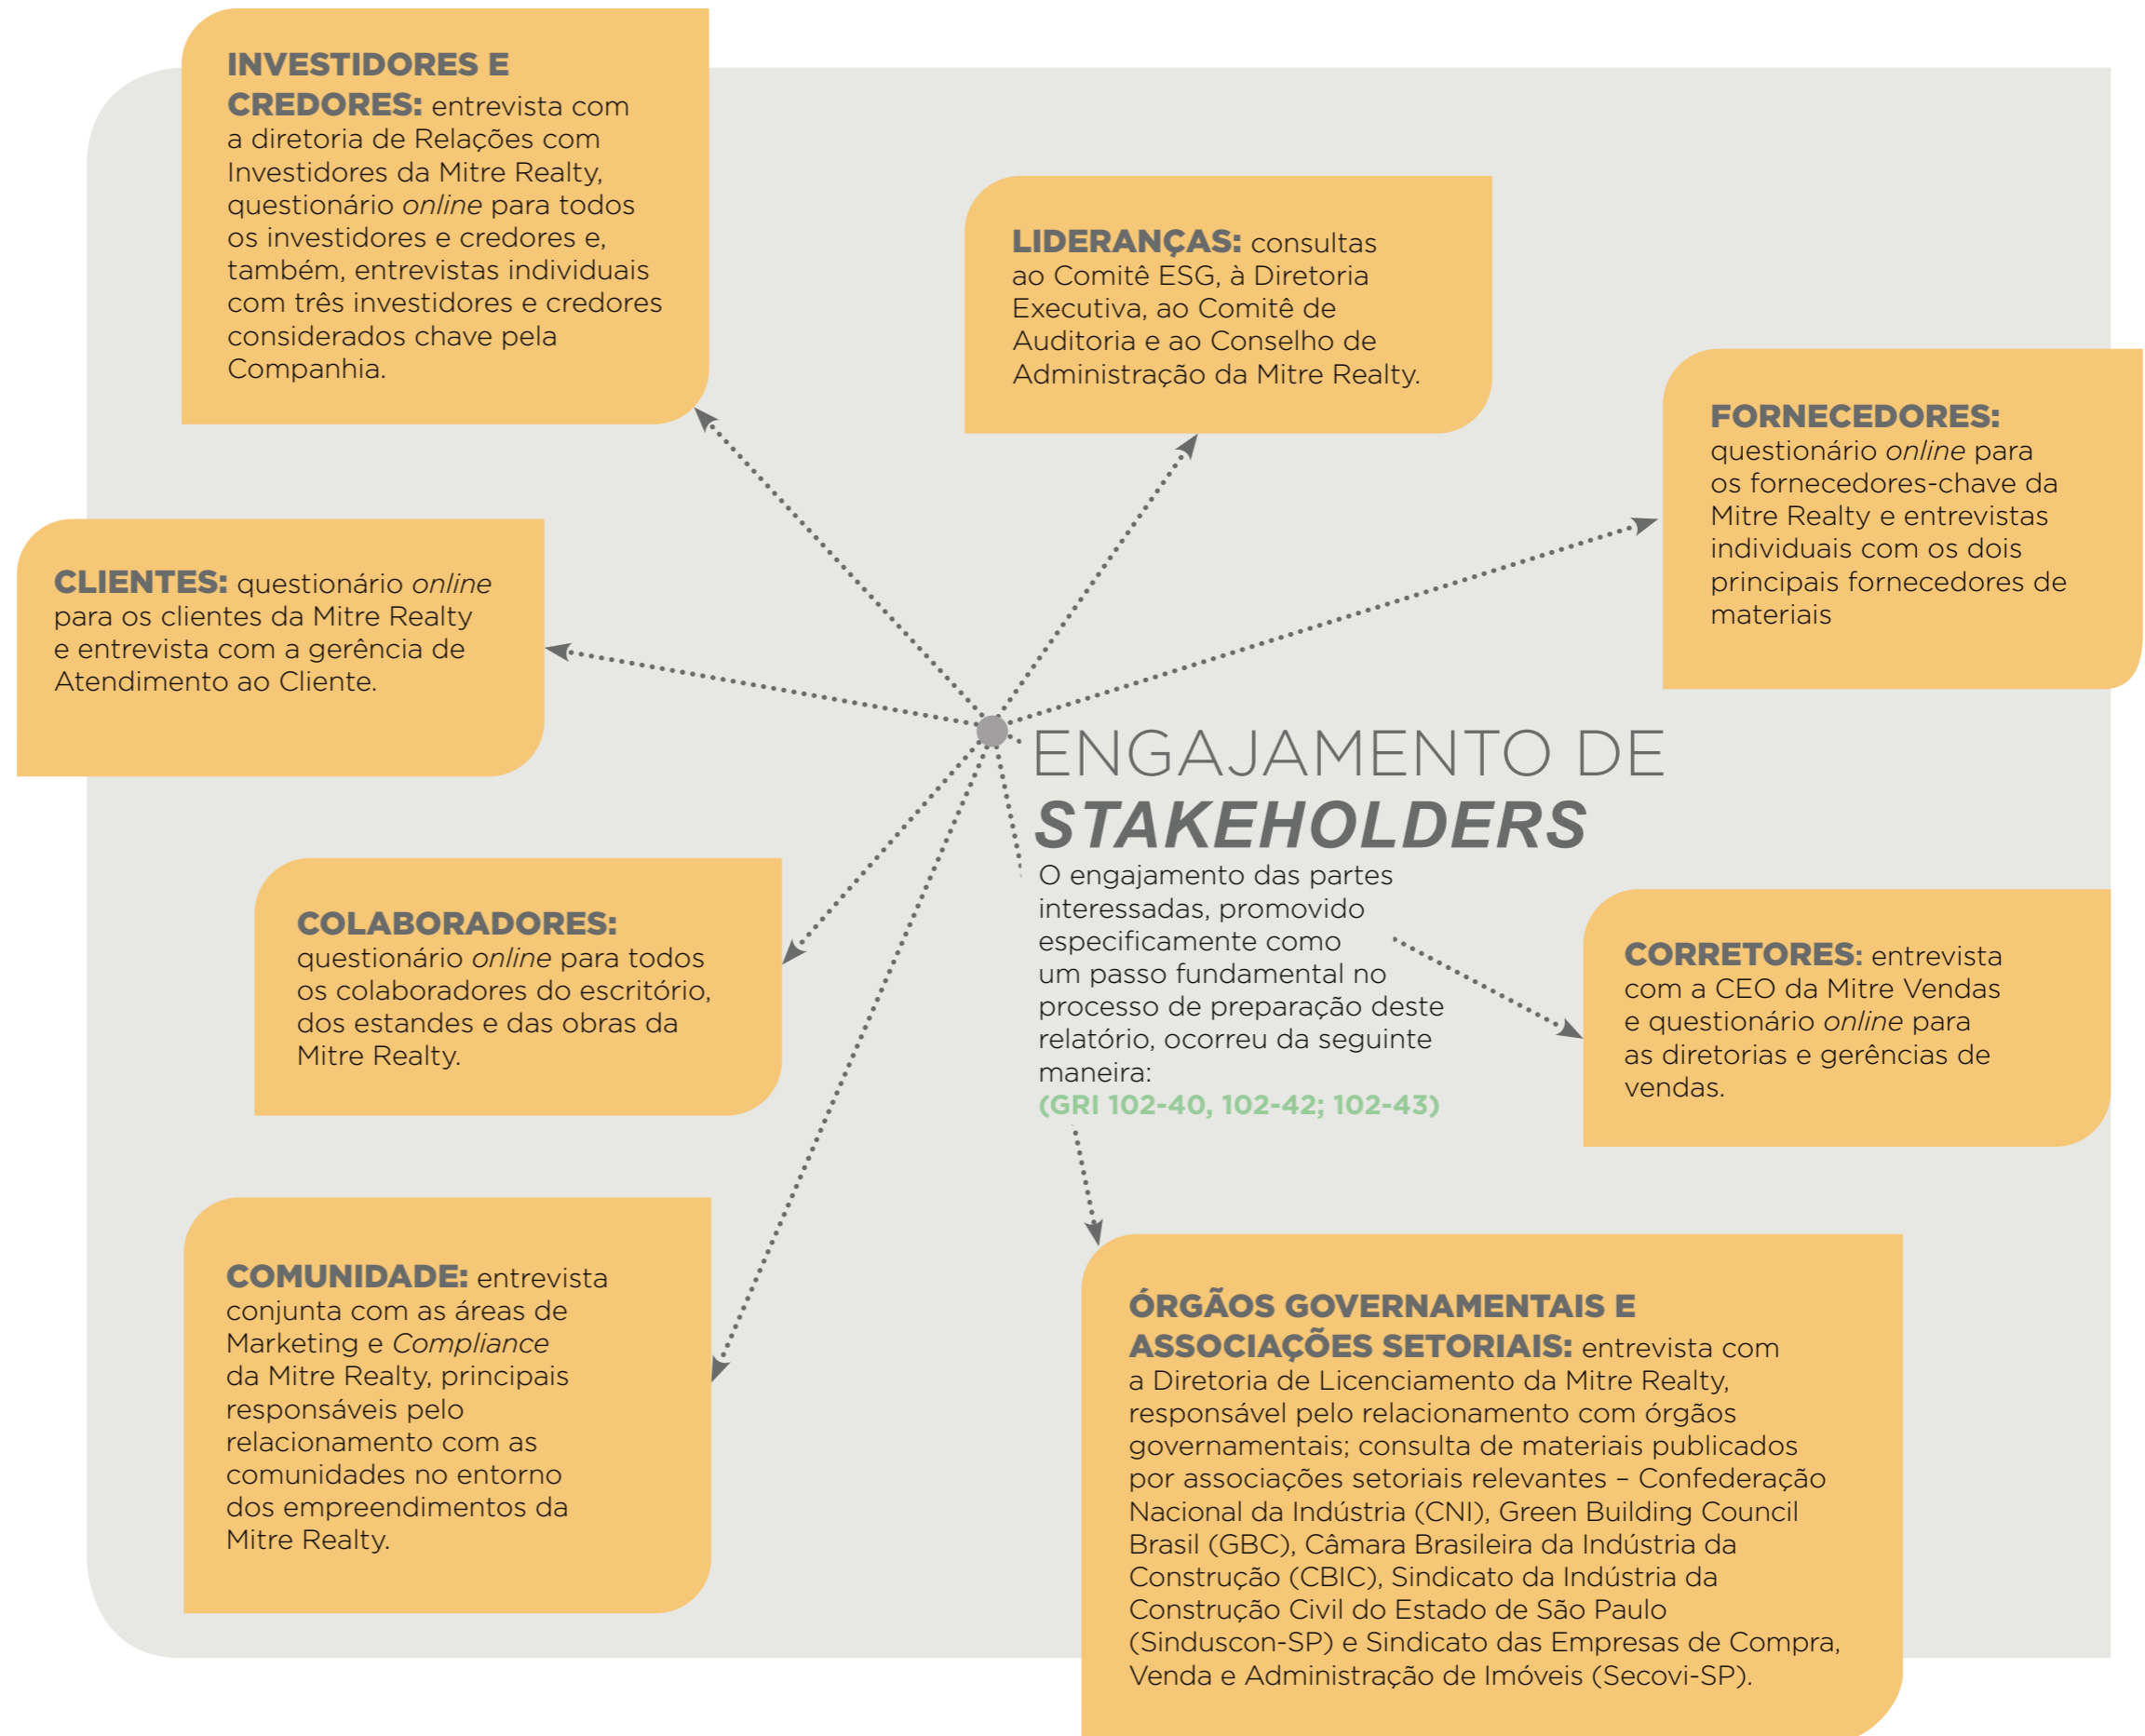 INVESTIDORES E
CREDORES: entrevista com
a diretoria de Relações com
Investidores da Mitre Realty,
questionário online para todos
os investidores e credores e,
também, entrevistas individuais
com três investidores e credores
considerados chave pela
Companhia.
LIDERANÇAS: consultas
ao Comitê ESG, à Diretoria
Executiva, ao Comitê de
Auditoria e ao Conselho de
Administração da Mitre Realty.
FORNECEDORES:
questionário online para
os fornecedores-chave da
Mitre Realty e entrevistas
individuais com os dois
principais fornecedores de
materiais
CLIENTES: questionário online
para os clientes da Mitre Realty
e entrevista com a gerência de
Atendimento ao Cliente.
ENGAJAMENTO DE
STAKEHOLDERS
O engajamento das partes
interessadas, promovido
especificamente como
um passo fundamental no
processo de preparação deste
relatório, ocorreu da seguinte
maneira:
(GRI 102-40, 102-42; 102-43)
COLABORADORES:
questionário online para todos
os colaboradores do escritório,
dos estandes e das obras da
Mitre Realty.
CORRETORES: entrevista
com a CEO da Mitre Vendas
e questionário online para
as diretorias e gerências de
vendas.
COMUNIDADE: entrevista
conjunta com as áreas de
Marketing e Compliance
da Mitre Realty, principais
responsáveis pelo
relacionamento com as
comunidades no entorno
dos empreendimentos da
Mitre Realty.
ÓRGÃOS GOVERNAMENTAIS E
ASSOCIAÇÕES SETORIAIS: entrevista com
a Diretoria de Licenciamento da Mitre Realty,
responsável pelo relacionamento com órgãos
governamentais; consulta de materiais publicados
por associações setoriais relevantes – Confederação
Nacional da Indústria (CNI), Green Building Council
Brasil (GBC), Câmara Brasileira da Indústria da
Construção (CBIC), Sindicato da Indústria da
Construção Civil do Estado de São Paulo
(Sinduscon-SP) e Sindicato das Empresas de Compra,
Venda e Administração de Imóveis (Secovi-SP).